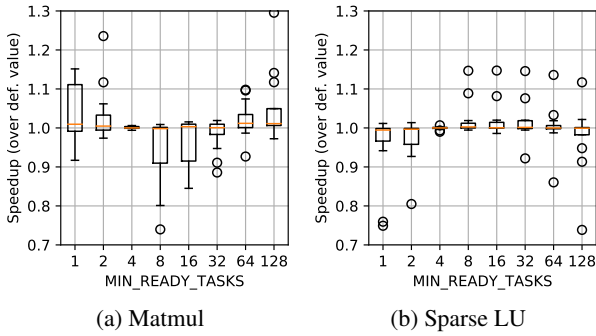 Speedup (over def. value)
1.3
1.2
1.1
1.0
0.9
0.8
0.7
1 2 4 8 16 32 64 128
MIN_READY_TASKS
(a) Matmul
Speedup (over def. value)
1.3
1.2
1.1
1.0
0.9
0.8
0.7
1 2 4 8 16 32 64 128
MIN_READY_TASKS
(b) Sparse LU